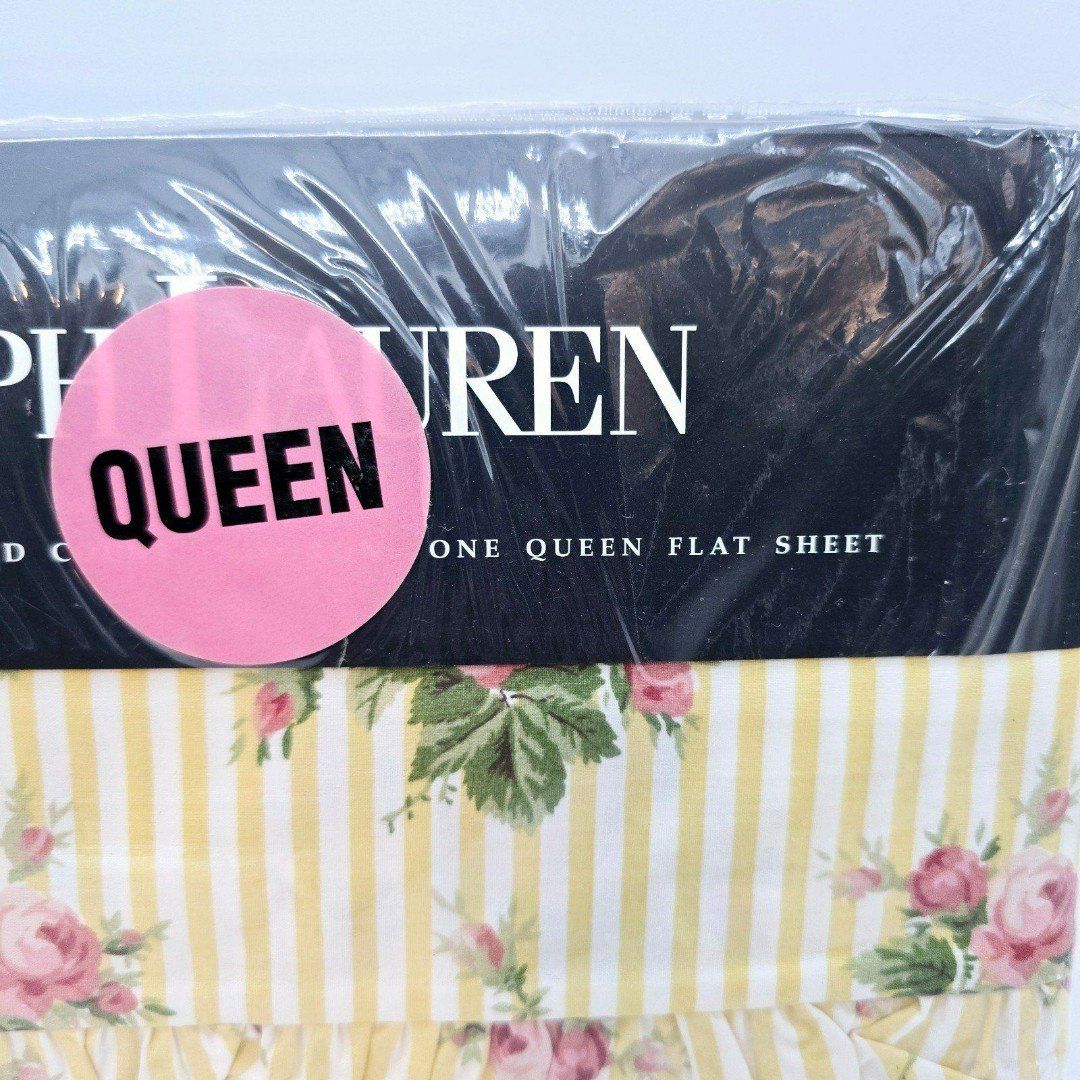 PH LAUREN
QUEEN
D C ONE QUEEN FLAT SHEET